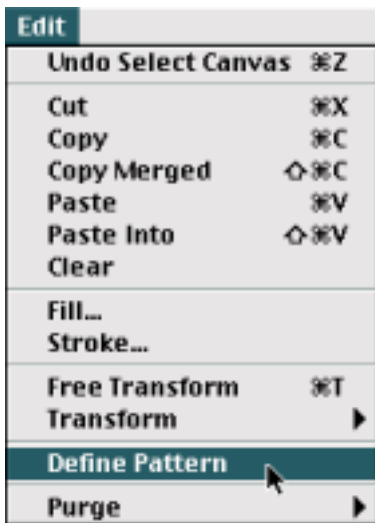 Edit
Undo Select Canvas ⌘Z
Cut ⌘X
Copy ⌘C
Copy Merged ⇧⌘C
Paste ⌘V
Paste Into ⇧⌘V
Clear
Fill...
Stroke...
Free Transform ⌘T
Transform ▶
Define Pattern
Purge ▶